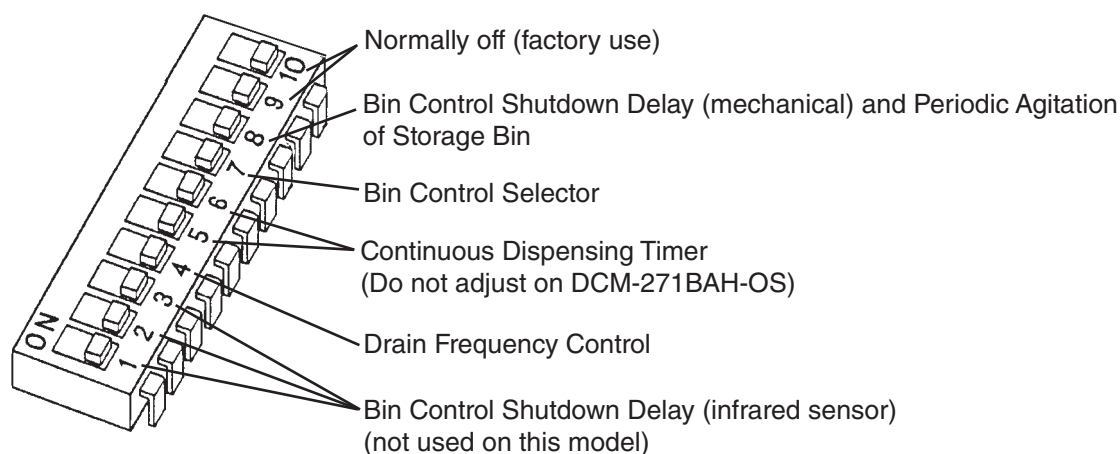 Normally off (factory use)
Bin Control Shutdown Delay (mechanical) and Periodic Agitation
of Storage Bin
Bin Control Selector
Continuous Dispensing Timer
(Do not adjust on DCM-271BAH-OS)
Drain Frequency Control
Bin Control Shutdown Delay (infrared sensor)
(not used on this model)
10
9
8
7
6
5
4
3
2
1
ON